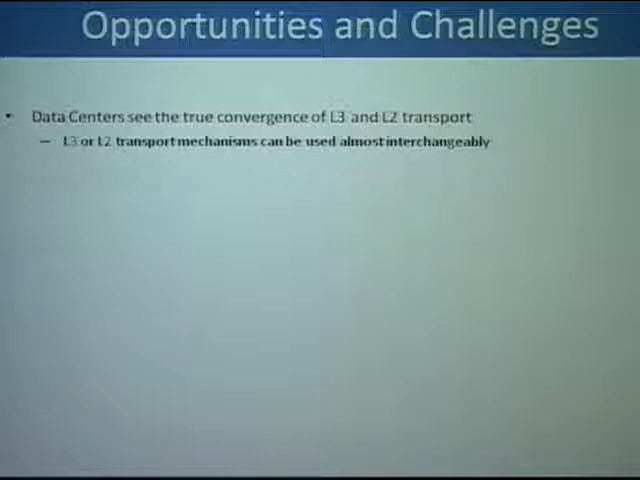 Opportunities and Challenges
• Data Centers see the true convergence of L3 and L2 transport
– L3 or L2 transport mechanisms can be used almost interchangeably